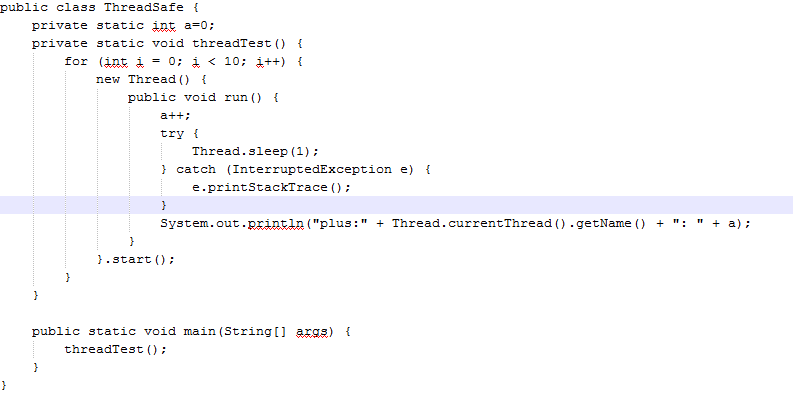 public class ThreadSafe {
    private static int a=0;
    private static void threadTest() {
        for (int i = 0; i < 10; i++) {
            new Thread() {
                public void run() {
                    a++;
                    try {
                        Thread.sleep(1);
                    } catch (InterruptedException e) {
                        e.printStackTrace();
                    }
                    System.out.println("plus:" + Thread.currentThread().getName() + ": " + a);
                }
            }.start();
        }
    }

    public static void main(String[] args) {
        threadTest();
    }
}